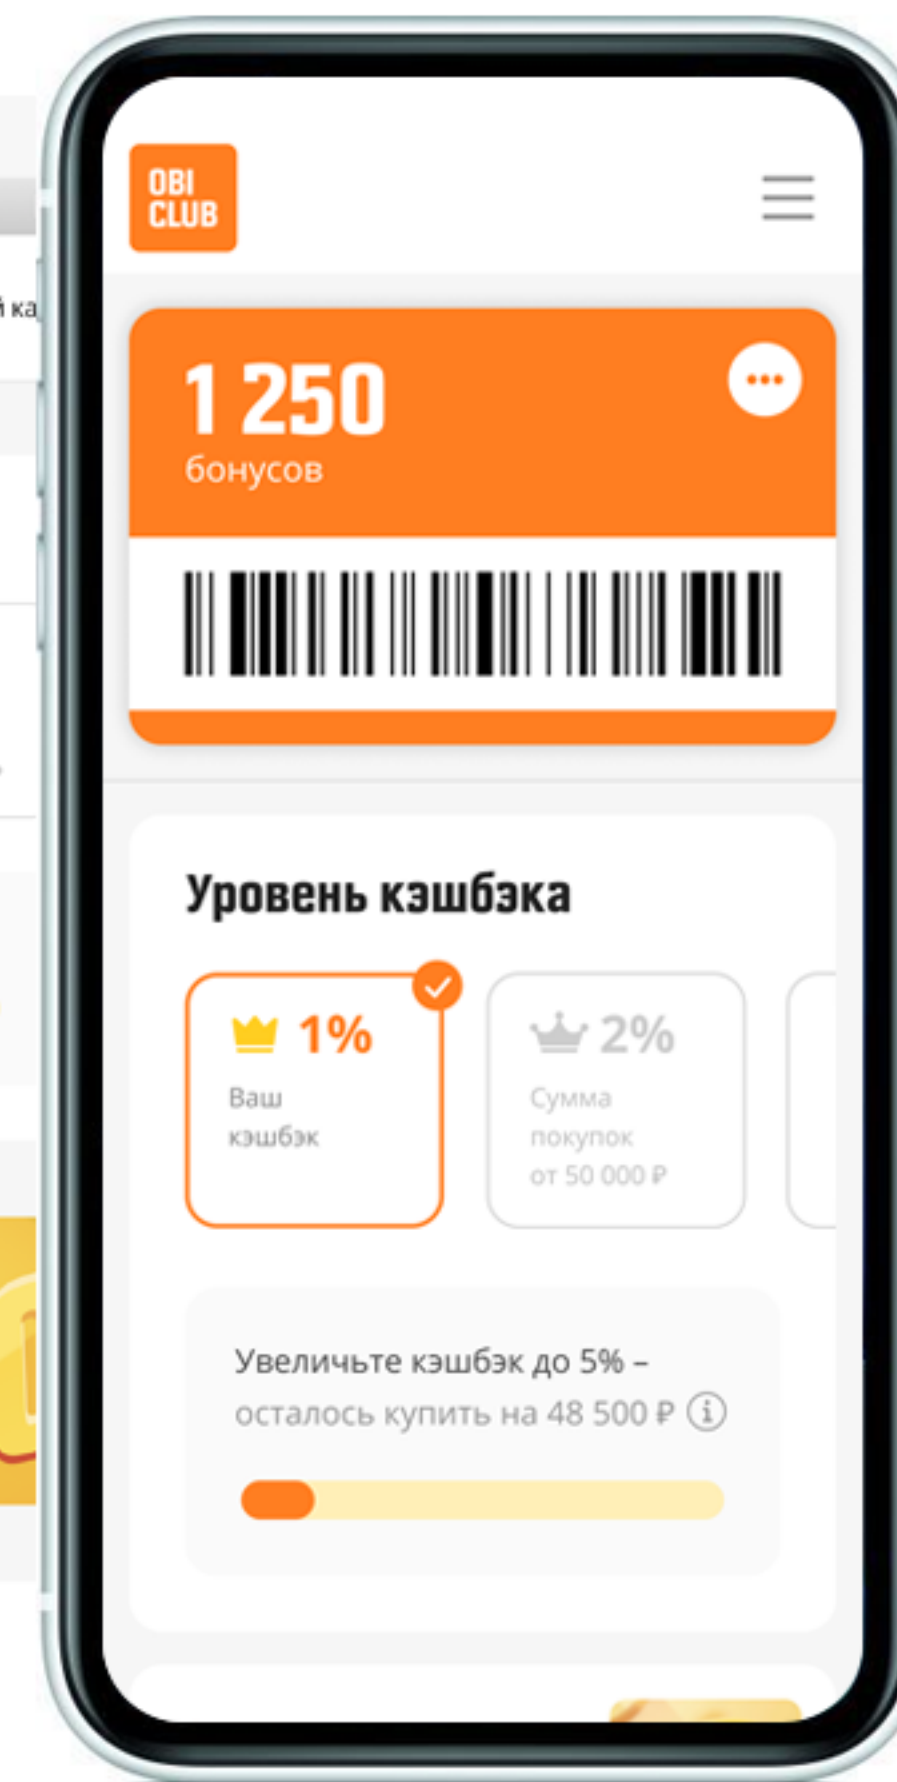 OBI
CLUB
й ка
1 250
бонусов
Уровень кэшбэка
1%
Ваш
кэшбэк
2%
Сумма
покупок
от 50 000 ₽
Увеличьте кэшбэк до 5% –
осталось купить на 48 500 ₽